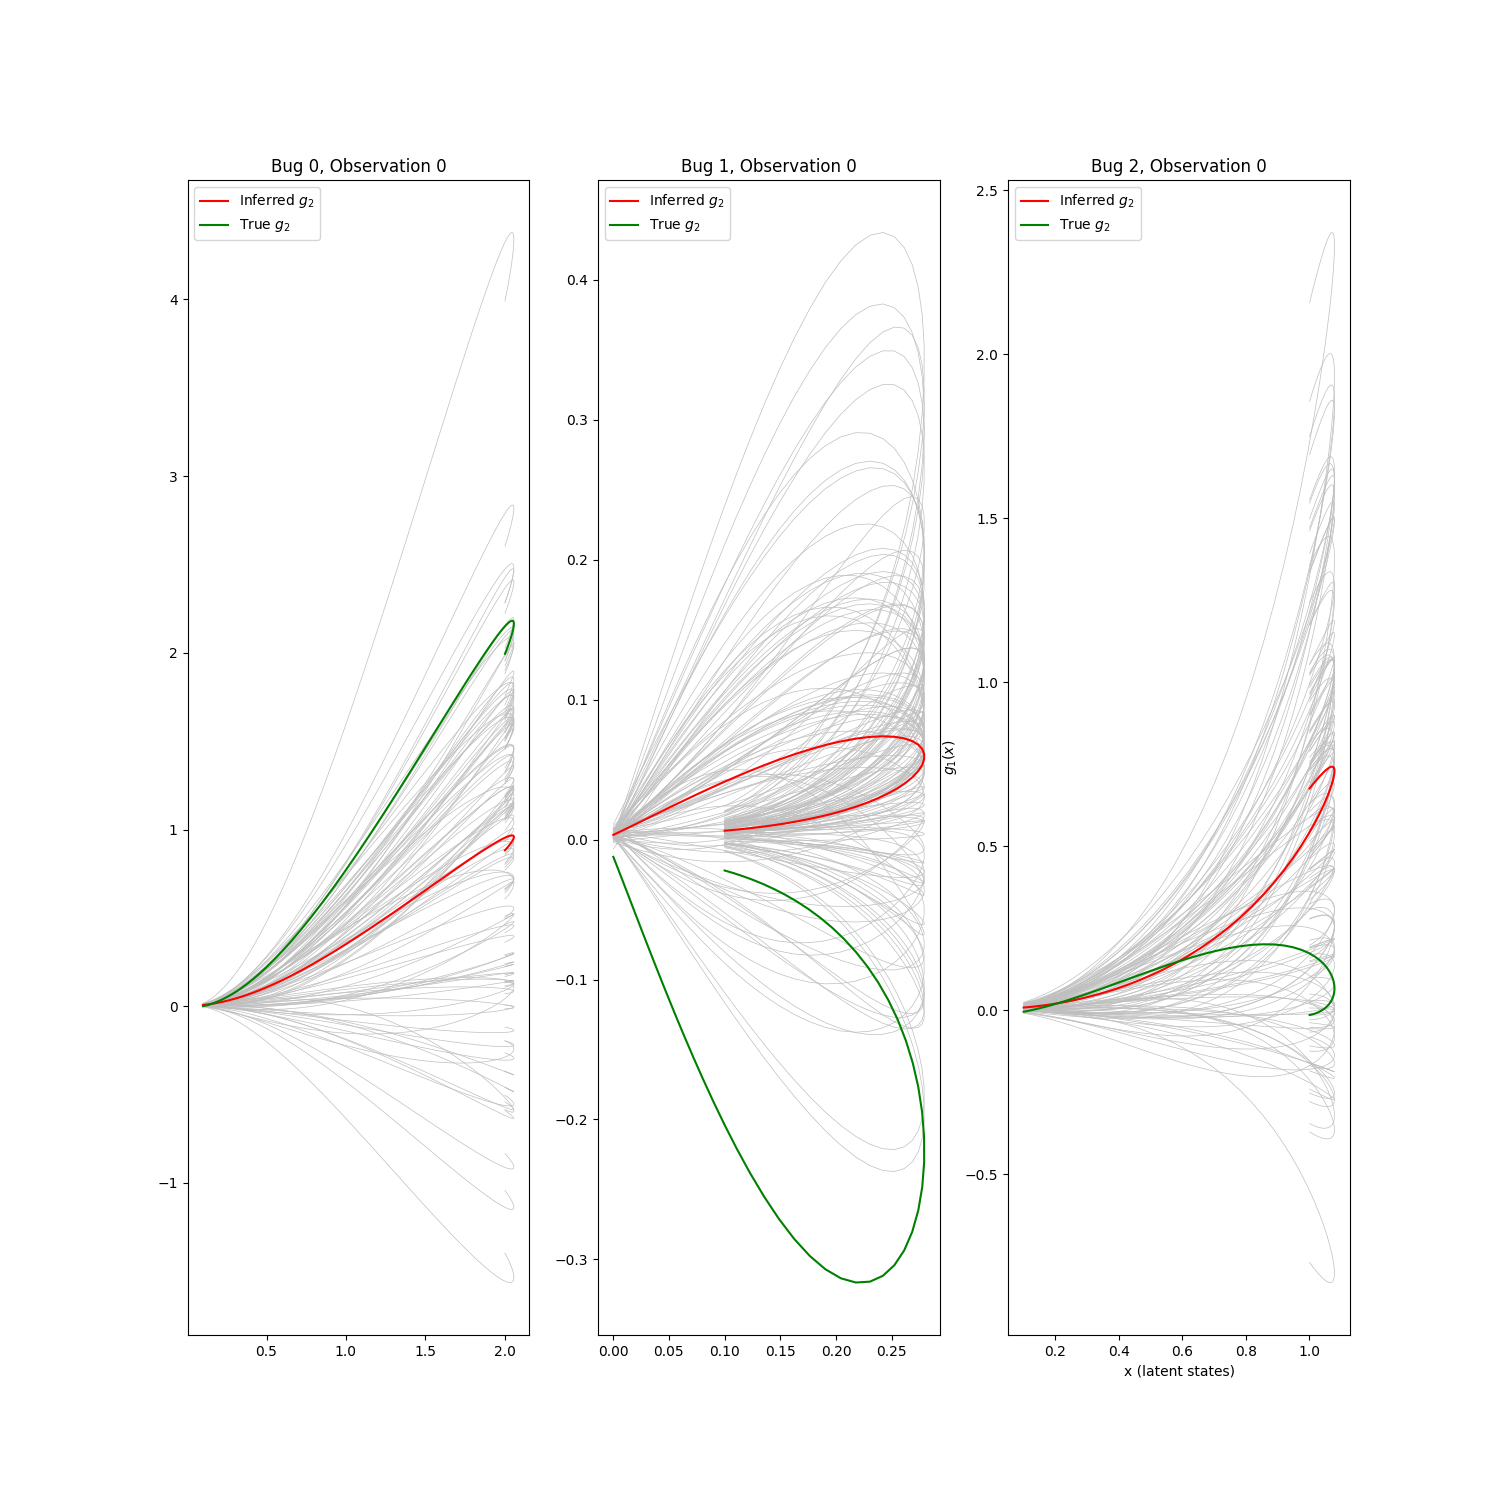 Bug 0, Observation 0
Inferred g₂
True g₂
4
3
2
1
0
−1
0.5 1.0 1.5 2.0
Bug 1, Observation 0
Inferred g₂
True g₂
0.4
0.3
0.2
0.1
0.0
−0.1
−0.2
−0.3
0.00 0.05 0.10 0.15 0.20 0.25
Bug 2, Observation 0
Inferred g₂
True g₂
g₁(x)
2.5
2.0
1.5
1.0
0.5
0.0
−0.5
0.2 0.4 0.6 0.8 1.0
x (latent states)